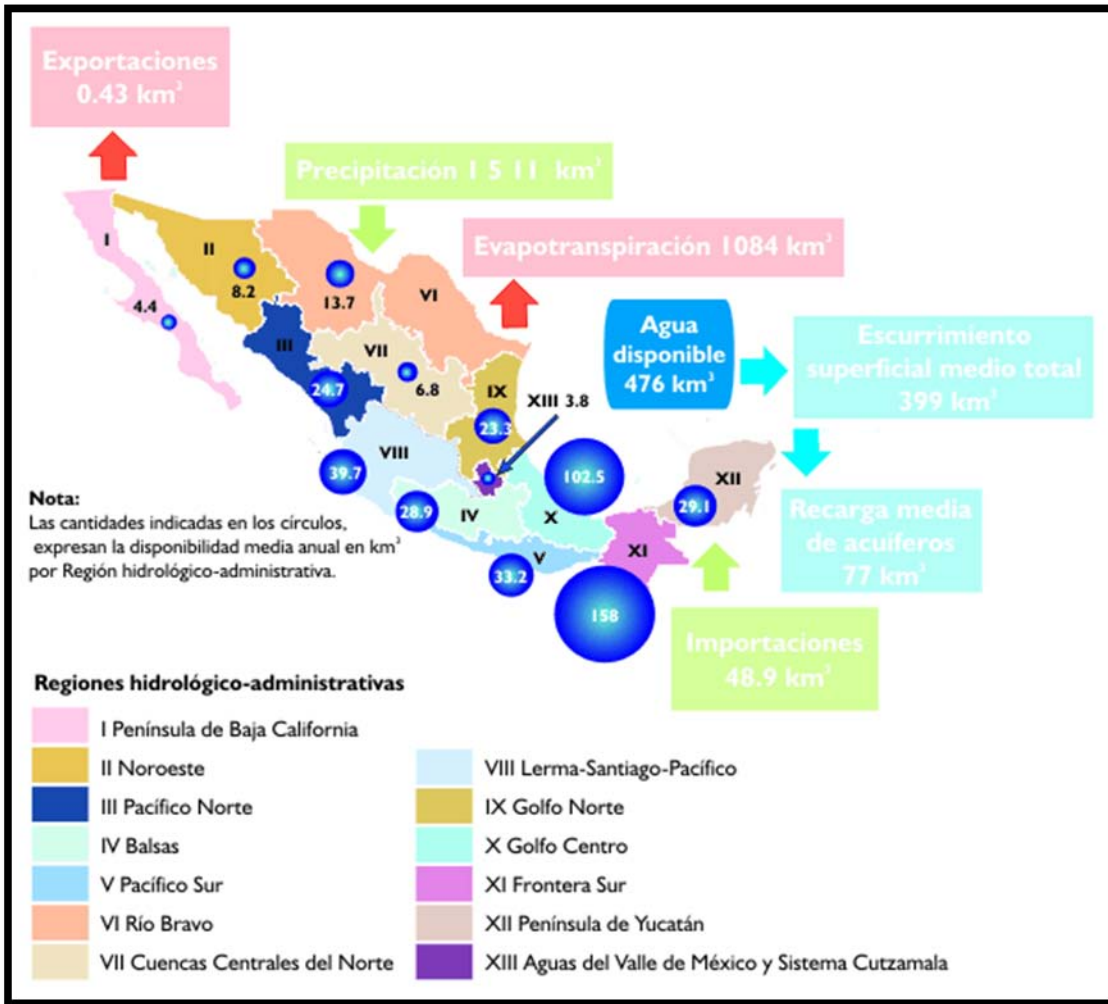 Exportaciones
0.43 km³
Precipitación 1 5 11 km³
Evapotranspiración 1084 km³
I
II
8.2
13.7
VI
4.4
III
VII
Agua
disponible
476 km³
Escurrimiento
superficial medio total
399 km³
24.7
6.8
IX
XIII 3.8
23.3
VIII
39.7
102.5
XII
29.1
Nota:
Las cantidades indicadas en los círculos,
expresan la disponibilidad media anual en km³
por Región hidrológico-administrativa.
28.9
IV
X
V
XI
33.2
158
Recarga media
de acuíferos
77 km³
Importaciones
48.9 km³
Regiones hidrológico-administrativas
I Península de Baja California
II Noroeste
III Pacífico Norte
IV Balsas
V Pacífico Sur
VI Río Bravo
VII Cuencas Centrales del Norte
VIII Lerma-Santiago-Pacífico
IX Golfo Norte
X Golfo Centro
XI Frontera Sur
XII Península de Yucatán
XIII Aguas del Valle de México y Sistema Cutzamala